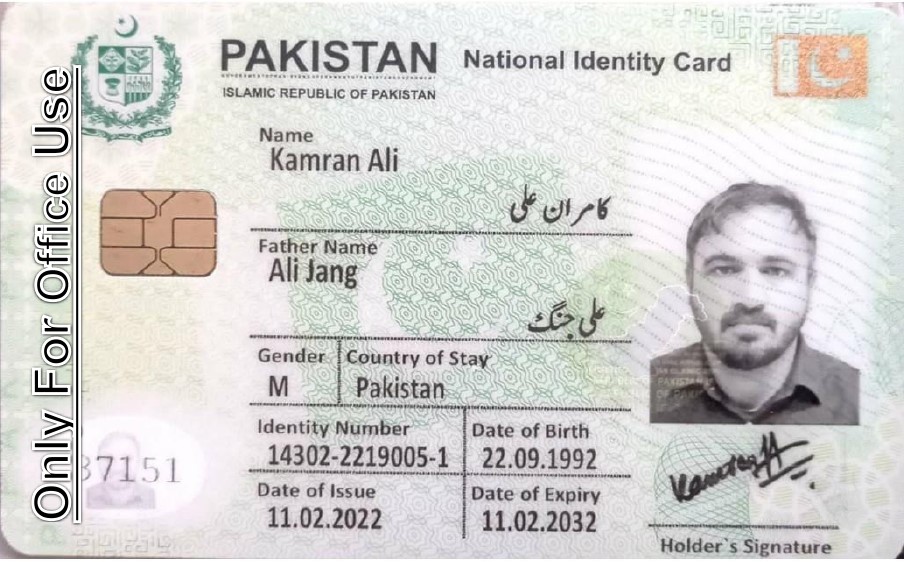 PAKISTAN National Identity Card
ISLAMIC REPUBLIC OF PAKISTAN
Only For Office Use
Name
Kamran Ali
کامران علی
Father Name
Ali Jang
علی جنگ
Gender Country of Stay
M Pakistan
Identity Number Date of Birth
14302-2219005-1 22.09.1992
37151
Date of Issue Date of Expiry
11.02.2022 11.02.2032
Holder`s Signature